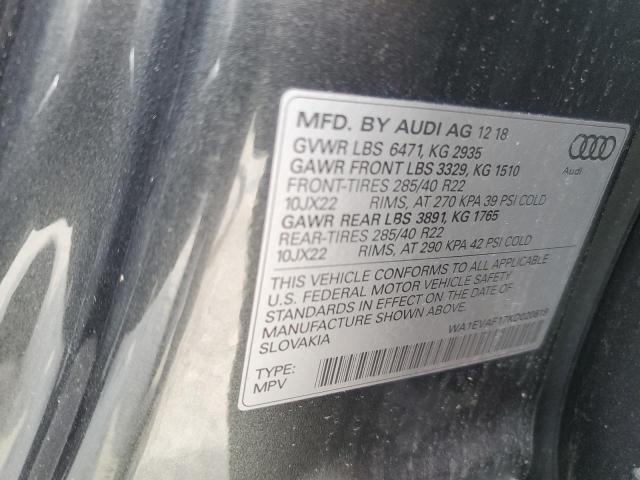 MFD. BY AUDI AG 12 18
GVWR LBS 6471, KG 2935
GAWR FRONT LBS 3329, KG 1510
FRONT-TIRES 285/40 R22
10JX22 RIMS, AT 270 KPA 39 PSI COLD
GAWR REAR LBS 3891, KG 1765
REAR-TIRES 285/40 R22
10JX22 RIMS, AT 290 KPA 42 PSI COLD
Audi
THIS VEHICLE CONFORMS TO ALL APPLICABLE
U.S. FEDERAL MOTOR VEHICLE SAFETY
STANDARDS IN EFFECT ON THE DATE OF
MANUFACTURE SHOWN ABOVE.
SLOVAKIA
WA1EVAF17KD020819
TYPE:
MPV